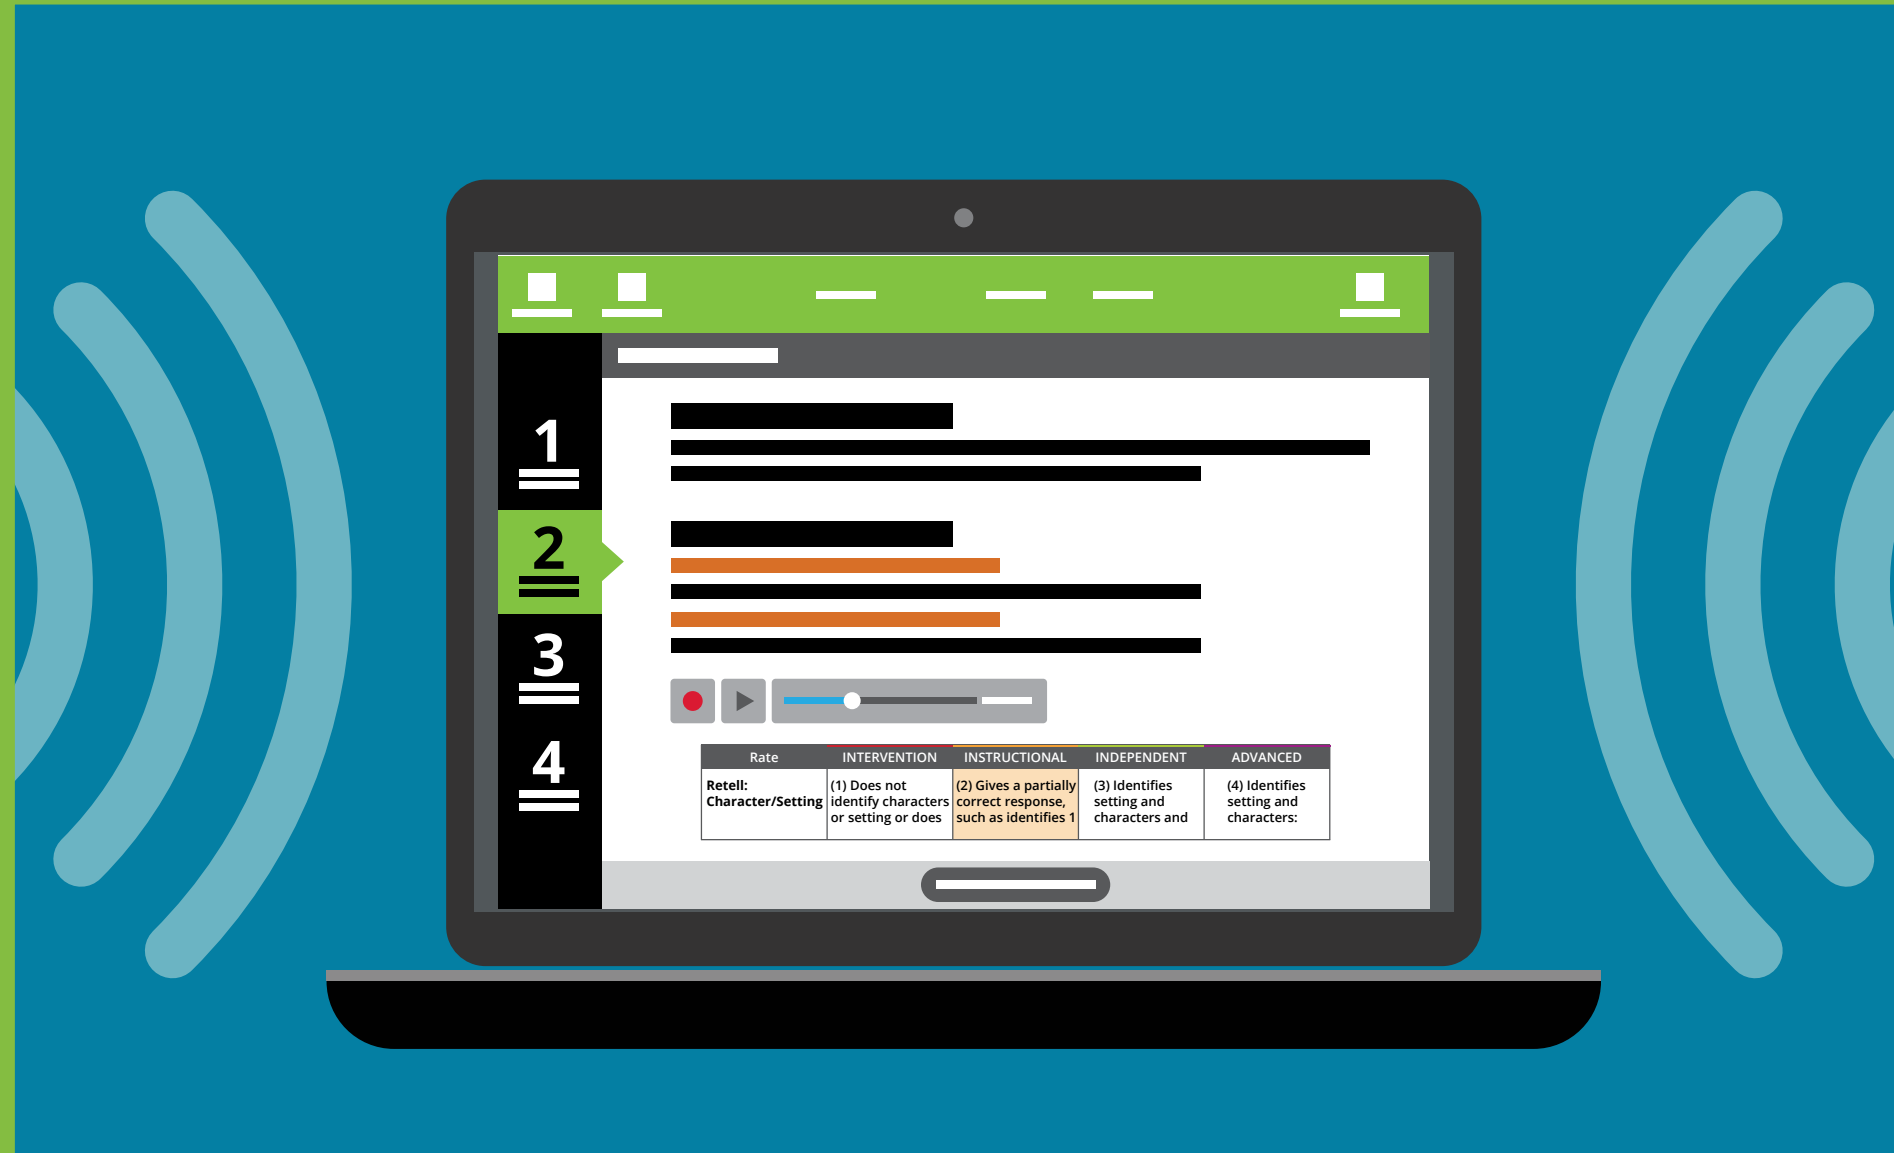 1
2
3
4
Rate INTERVENTION INSTRUCTIONAL INDEPENDENT ADVANCED
Retell:
Character/Setting
(1) Does not
identify characters
or setting or does
(2) Gives a partially
correct response,
such as identifies 1
(3) Identifies
setting and
characters and
(4) Identifies
setting and
characters: